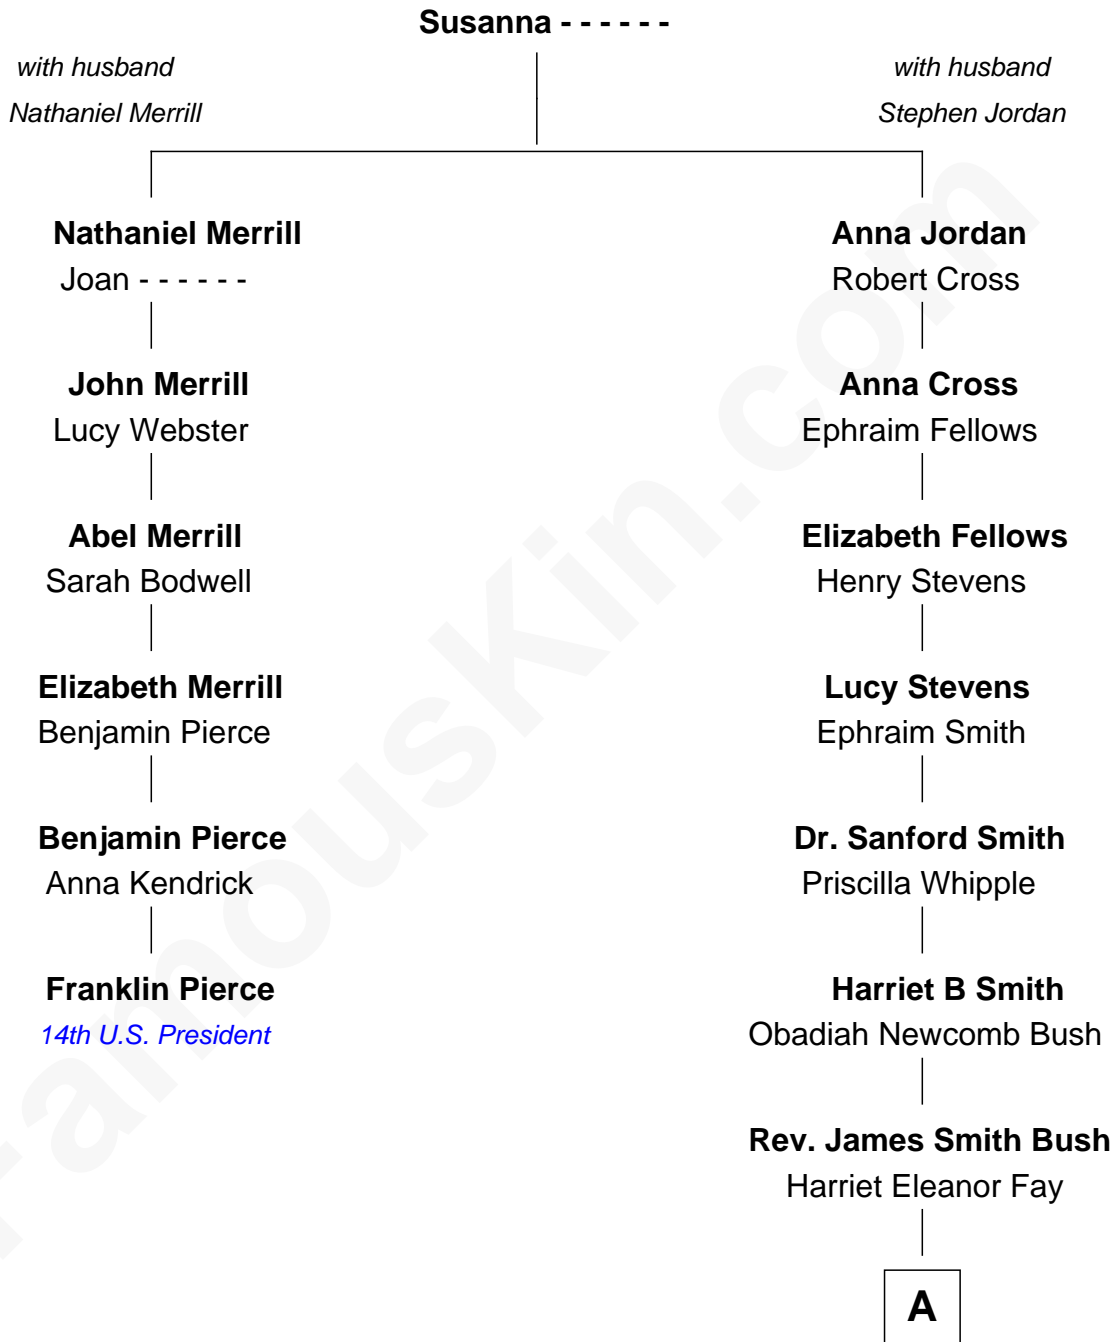 Susanna - - - - - -
with husband
Nathaniel Merrill
with husband
Stephen Jordan
Nathaniel Merrill
Joan - - - - - -
Anna Jordan
Robert Cross
John Merrill
Lucy Webster
Anna Cross
Ephraim Fellows
Abel Merrill
Sarah Bodwell
Elizabeth Fellows
Henry Stevens
Elizabeth Merrill
Benjamin Pierce
Lucy Stevens
Ephraim Smith
Benjamin Pierce
Anna Kendrick
Dr. Sanford Smith
Priscilla Whipple
Franklin Pierce
14th U.S. President
Harriet B Smith
Obadiah Newcomb Bush
Rev. James Smith Bush
Harriet Eleanor Fay
A
FamousKin.com